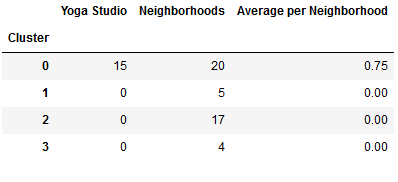 Yoga Studio Neighborhoods Average per Neighborhood
Cluster
0 15 20 0.75
1 0 5 0.00
2 0 17 0.00
3 0 4 0.00